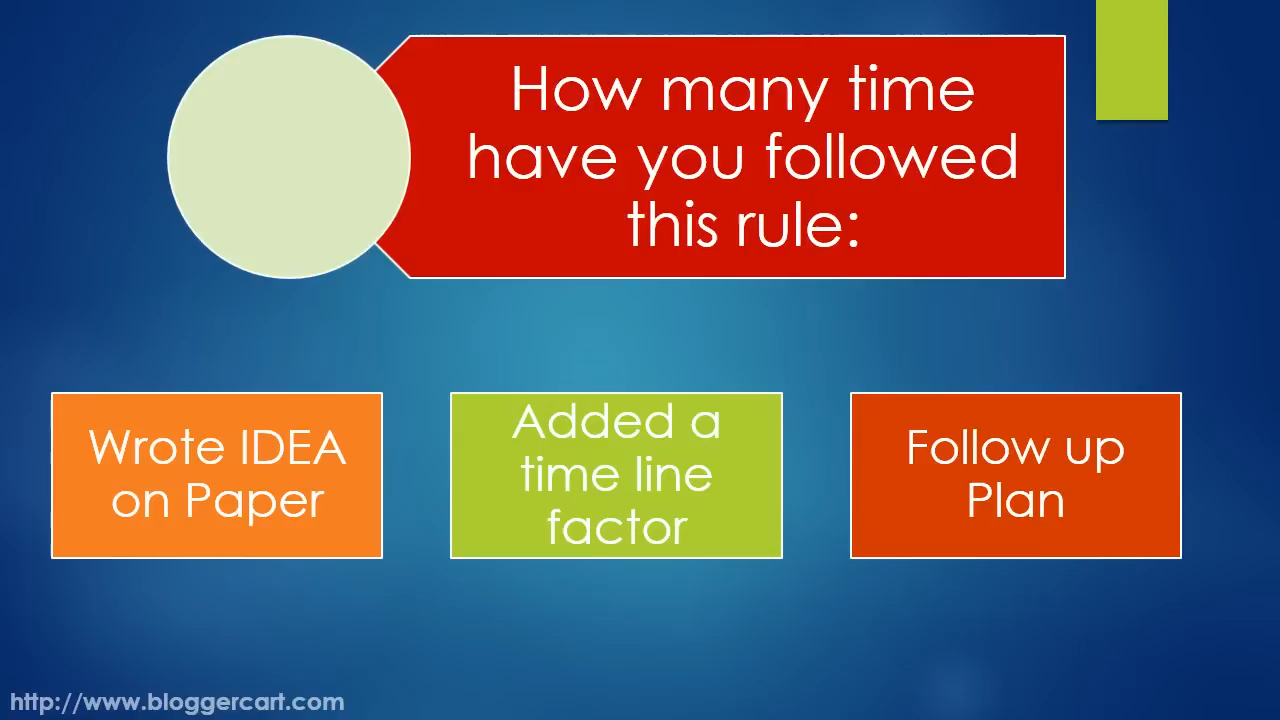 How many time
have you followed
this rule:
Wrote IDEA
on Paper
Added a
time line
factor
Follow up
Plan
http://www.bloggercart.com